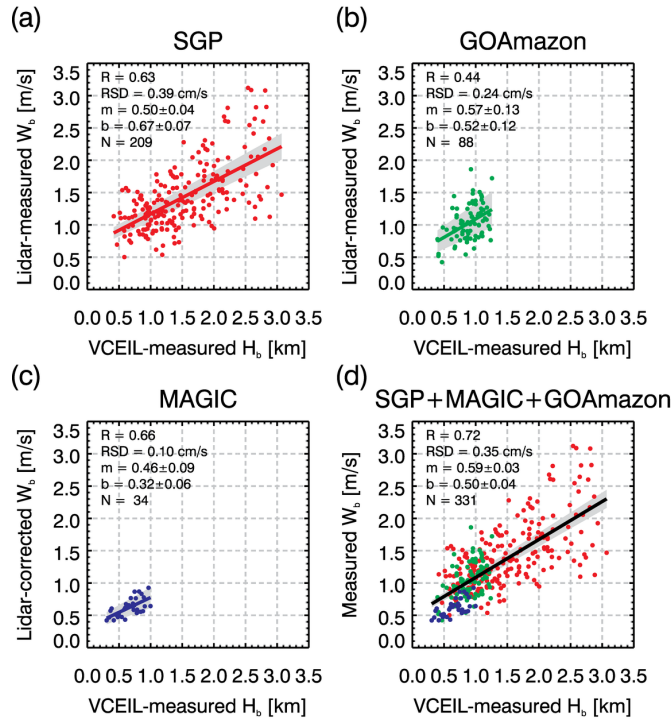 (a)
SGP
R = 0.63
RSD = 0.39 cm/s
m = 0.50±0.04
b = 0.67±0.07
N = 209
3.5
3.0
2.5
2.0
1.5
1.0
0.5
0.0
Lidar-measured Wb [m/s]
0.0 0.5 1.0 1.5 2.0 2.5 3.0 3.5
VCEIL-measured Hb [km]
(b)
GOAmazon
R = 0.44
RSD = 0.24 cm/s
m = 0.57±0.13
b = 0.52±0.12
N = 88
3.5
3.0
2.5
2.0
1.5
1.0
0.5
0.0
Lidar-measured Wb [m/s]
0.0 0.5 1.0 1.5 2.0 2.5 3.0 3.5
VCEIL-measured Hb [km]
(c)
MAGIC
R = 0.66
RSD = 0.10 cm/s
m = 0.46±0.09
b = 0.32±0.06
N = 34
3.5
3.0
2.5
2.0
1.5
1.0
0.5
0.0
Lidar-corrected Wb [m/s]
0.0 0.5 1.0 1.5 2.0 2.5 3.0 3.5
VCEIL-measured Hb [km]
(d)
SGP+MAGIC+GOAmazon
R = 0.72
RSD = 0.35 cm/s
m = 0.59±0.03
b = 0.50±0.04
N = 331
3.5
3.0
2.5
2.0
1.5
1.0
0.5
0.0
Measured Wb [m/s]
0.0 0.5 1.0 1.5 2.0 2.5 3.0 3.5
VCEIL-measured Hb [km]